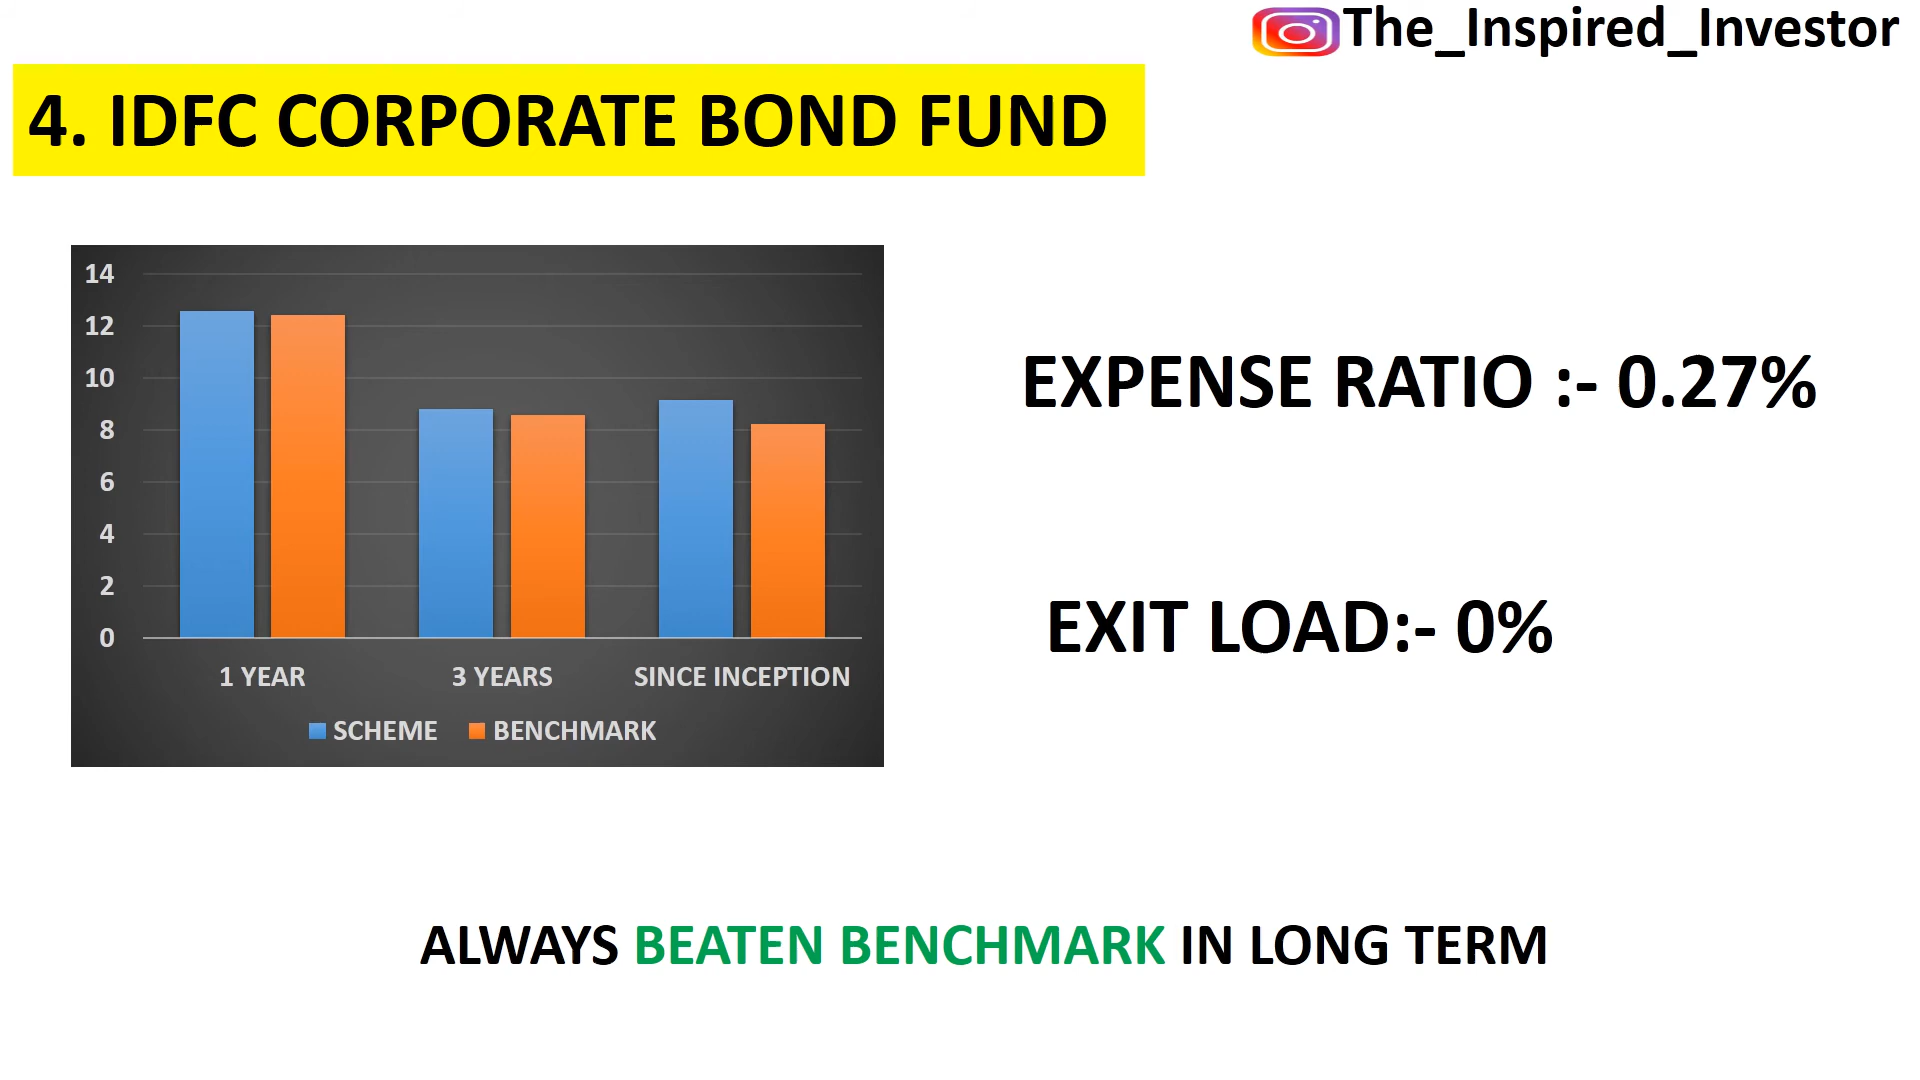 The_Inspired_Investor
4. IDFC CORPORATE BOND FUND
14
12
10
8
6
4
2
0
1 YEAR 3 YEARS SINCE INCEPTION
SCHEME BENCHMARK
EXPENSE RATIO :- 0.27%
EXIT LOAD:- 0%
ALWAYS BEATEN BENCHMARK IN LONG TERM